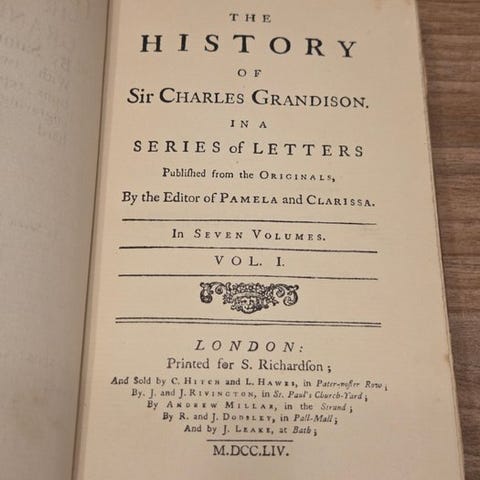 THE
HISTORY
OF
Sir CHARLES GRANDISON.
IN A
SERIES of LETTERS
Publiſhed from the ORIGINALS,
By the Editor of PAMELA and CLARISSA.
In SEVEN VOLUMES.
VOL. I.
LONDON:
Printed for S. Richardſon;
And Sold by C. HITCH and L. HAWES, in Pater-noſter Row;
By J. and J. RIVINGTON, in St. Paul's Church-Yard;
By ANDREW MILLAR, in the Strand;
By R. and J. DODSLEY, in Pall-Mall;
And by J. LEAKE, at Bath;
M.DCC.LIV.